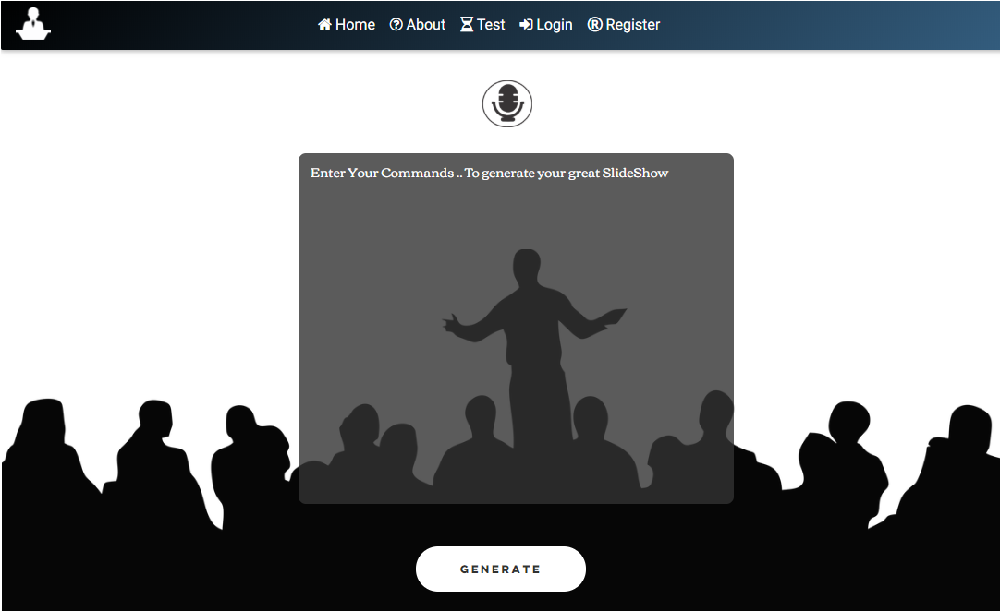 Home About Test Login Register
Enter Your Commands .. To generate your great SlideShow
GENERATE